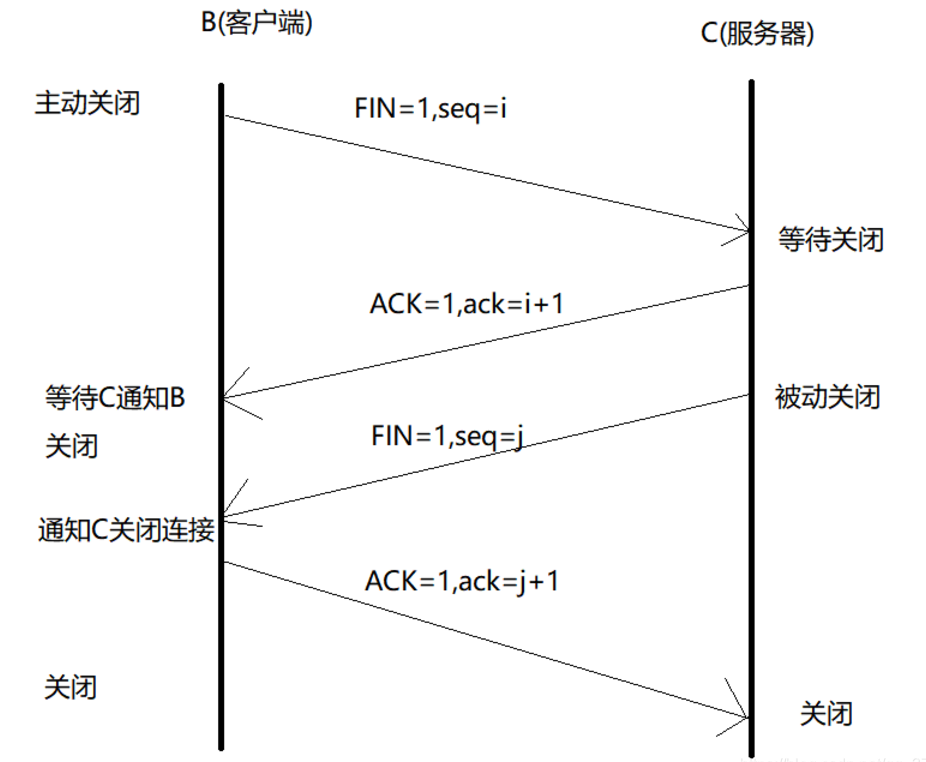 B(客户端)
C(服务器)
主动关闭
FIN=1,seq=i
等待关闭
ACK=1,ack=i+1
等待C通知B
关闭
被动关闭
FIN=1,seq=j
通知C关闭连接
ACK=1,ack=j+1
关闭
关闭